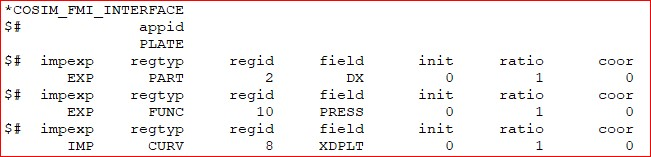 *COSIM_FMI_INTERFACE
$# appid
PLATE
$# impexp regtyp regid field init ratio coor
EXP PART 2 DX 0 1 0
$# impexp regtyp regid field init ratio coor
EXP FUNC 10 PRESS 0 1 0
$# impexp regtyp regid field init ratio coor
IMP CURV 8 XDPLT 0 1 0